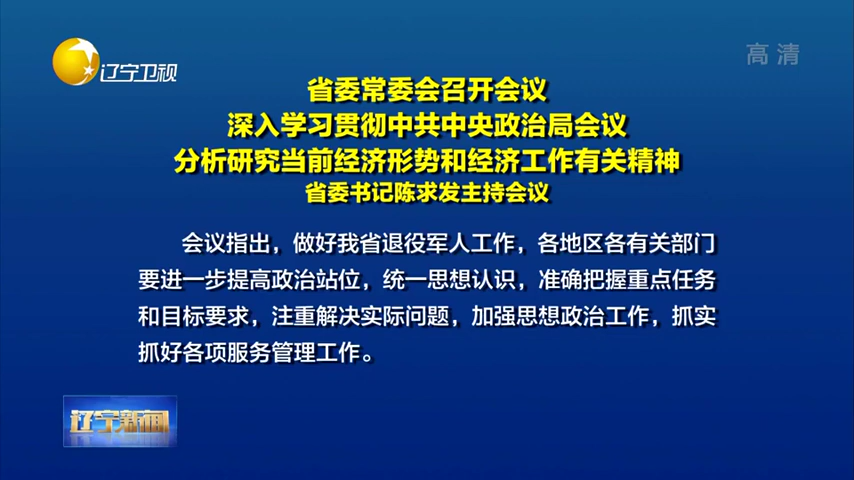 辽宁卫视
高清
省委常委会召开会议
深入学习贯彻中共中央政治局会议
分析研究当前经济形势和经济工作有关精神
省委书记陈求发主持会议
会议指出，做好我省退役军人工作，各地区各有关部门
要进一步提高政治站位，统一思想认识，准确把握重点任务
和目标要求，注重解决实际问题，加强思想政治工作，抓实
抓好各项服务管理工作。
辽宁新闻